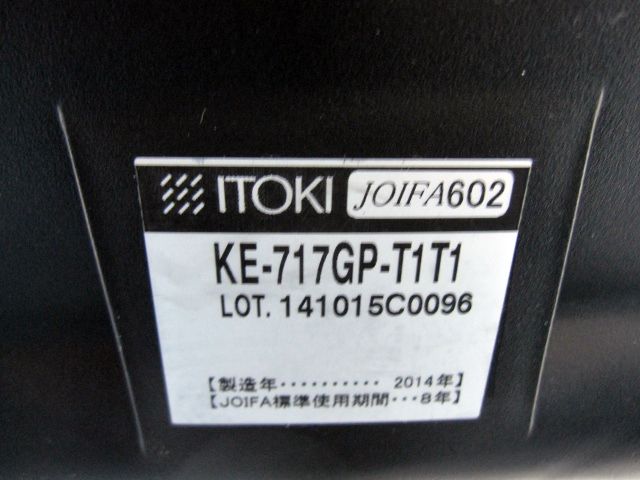 ITOKI JOIFA602
KE-717GP-T1T1
LOT. 141015C0096
【製造年·········· 2014年】
【JOIFA標準使用期間···8年】